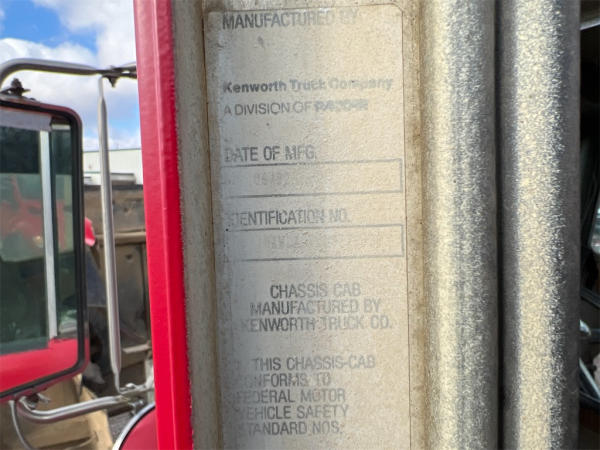 MANUFACTURED BY
Kenworth Truck Company
A DIVISION OF PACCAR
DATE OF MFG.
IDENTIFICATION NO.
CHASSIS CAB
MANUFACTURED BY
KENWORTH TRUCK CO.
THIS CHASSIS-CAB
CONFORMS TO
FEDERAL MOTOR
VEHICLE SAFETY
STANDARD NOS: